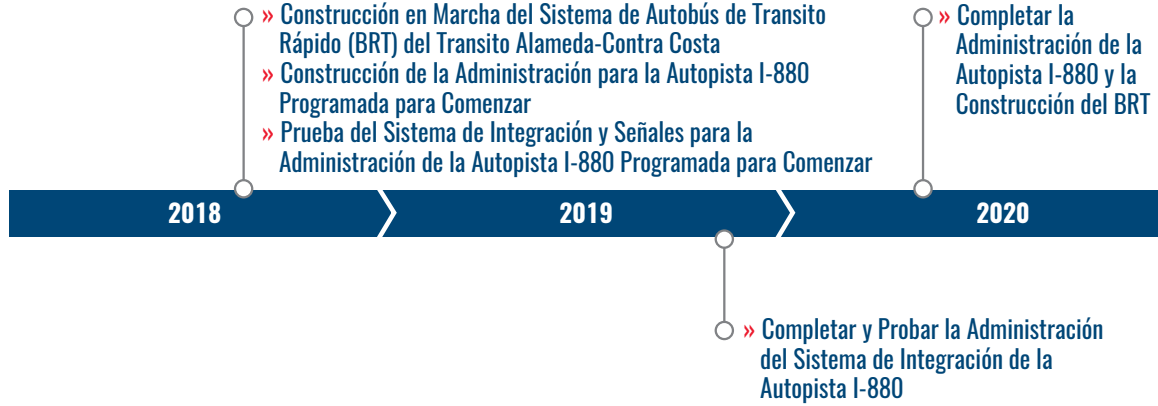 » Construcción en Marcha del Sistema de Autobús de Transito
Rápido (BRT) del Transito Alameda-Contra Costa
» Construcción de la Administración para la Autopista I-880
Programada para Comenzar
» Prueba del Sistema de Integración y Señales para la
Administración de la Autopista I-880 Programada para Comenzar
» Completar la
Administración de la
Autopista I-880 y la
Construcción del BRT
2018
2019
2020
» Completar y Probar la Administración
del Sistema de Integración de la
Autopista I-880